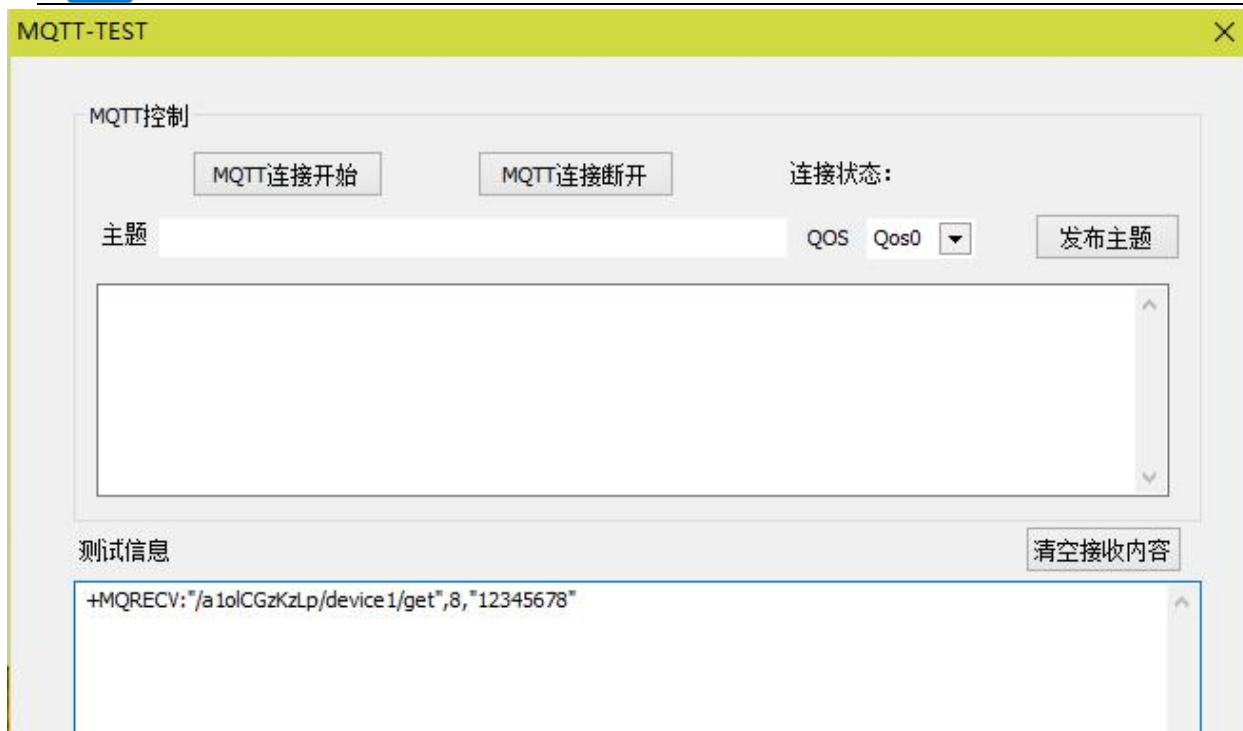 MQTT-TEST
MQTT控制
MQTT连接开始 MQTT连接断开 连接状态:
主题 QOS Qos0 发布主题
测试信息 清空接收内容
+MQRECV:"/a1olCGzKzLp/device1/get",8,"12345678"